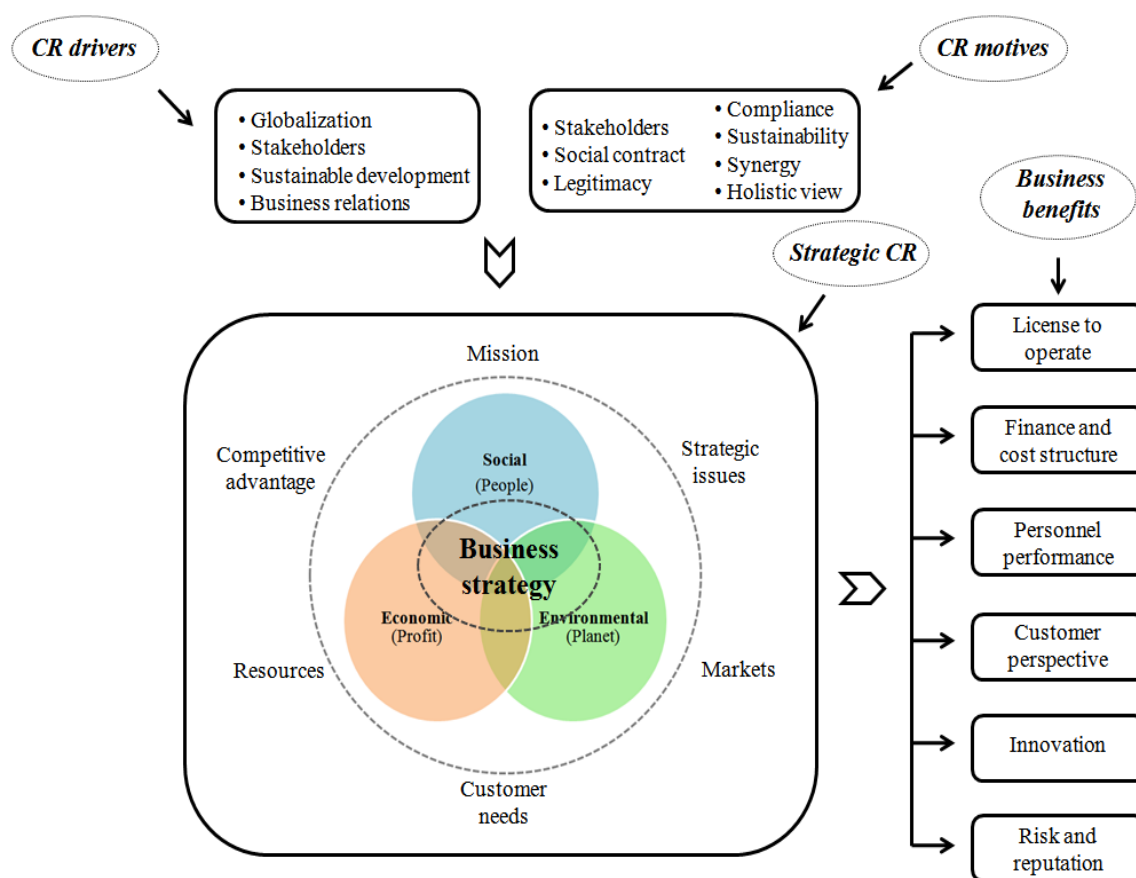 CR drivers
CR motives
• Globalization
• Stakeholders
• Sustainable development
• Business relations
• Stakeholders
• Social contract
• Legitimacy
• Compliance
• Sustainability
• Synergy
• Holistic view
Business
benefits
Strategic CR
Mission
Competitive
advantage
Strategic
issues
Social
(People)
Business
strategy
Economic
(Profit)
Environmental
(Planet)
Resources
Markets
Customer
needs
License to
operate
Finance and
cost structure
Personnel
performance
Customer
perspective
Innovation
Risk and
reputation